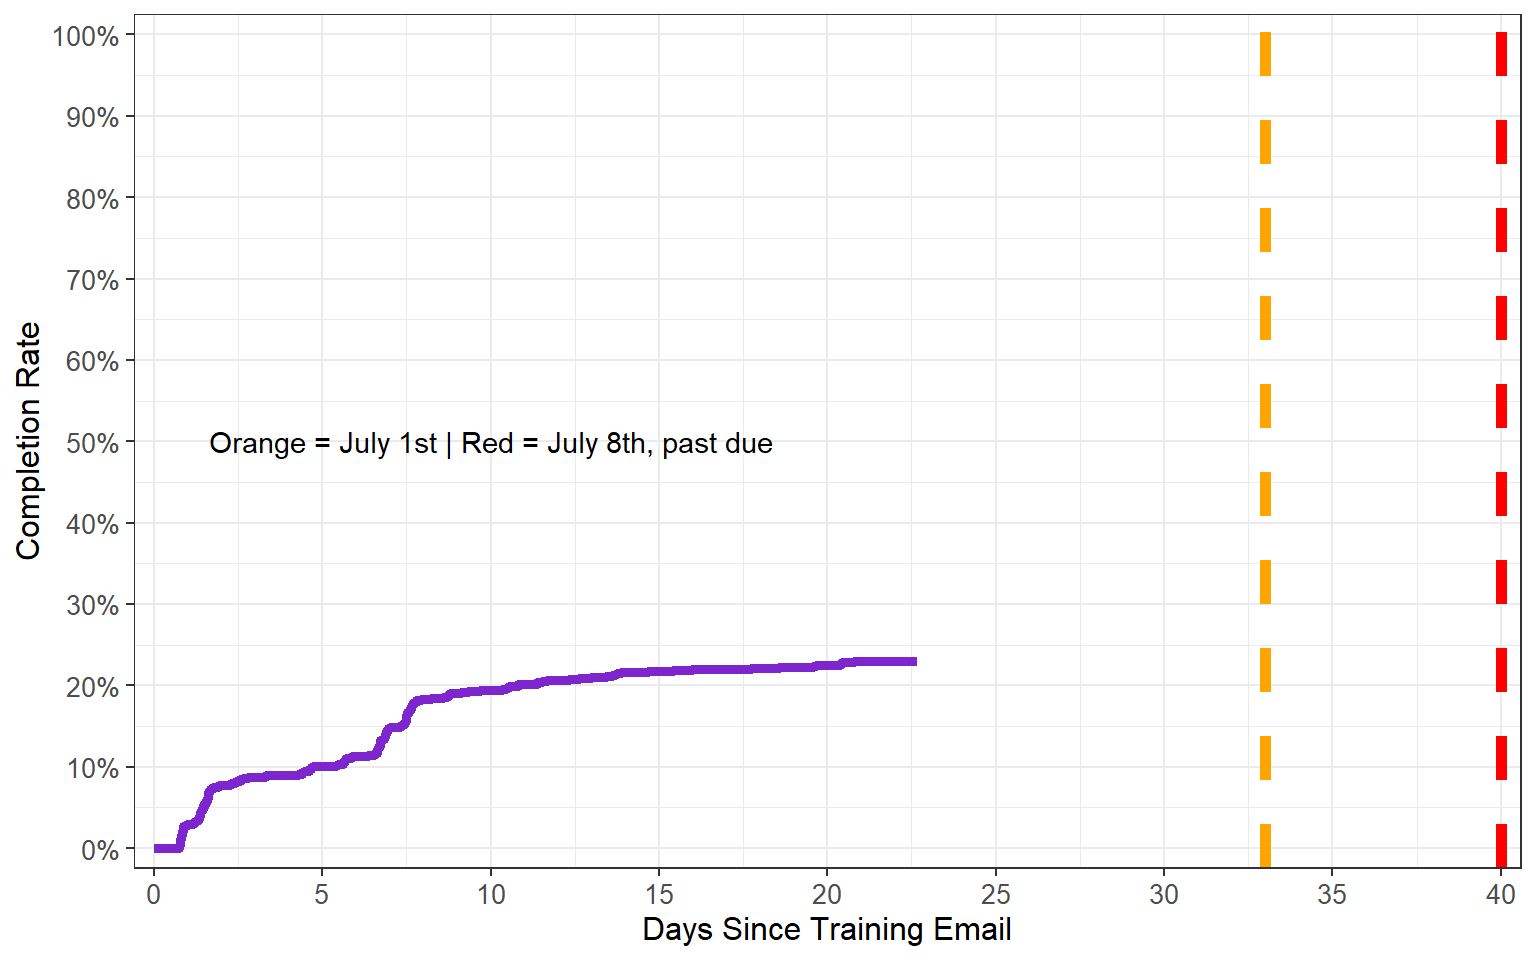 100%
90%
80%
70%
60%
50%
40%
30%
20%
10%
0%
Completion Rate
Orange = July 1st | Red = July 8th, past due
0 5 10 15 20 25 30 35 40
Days Since Training Email